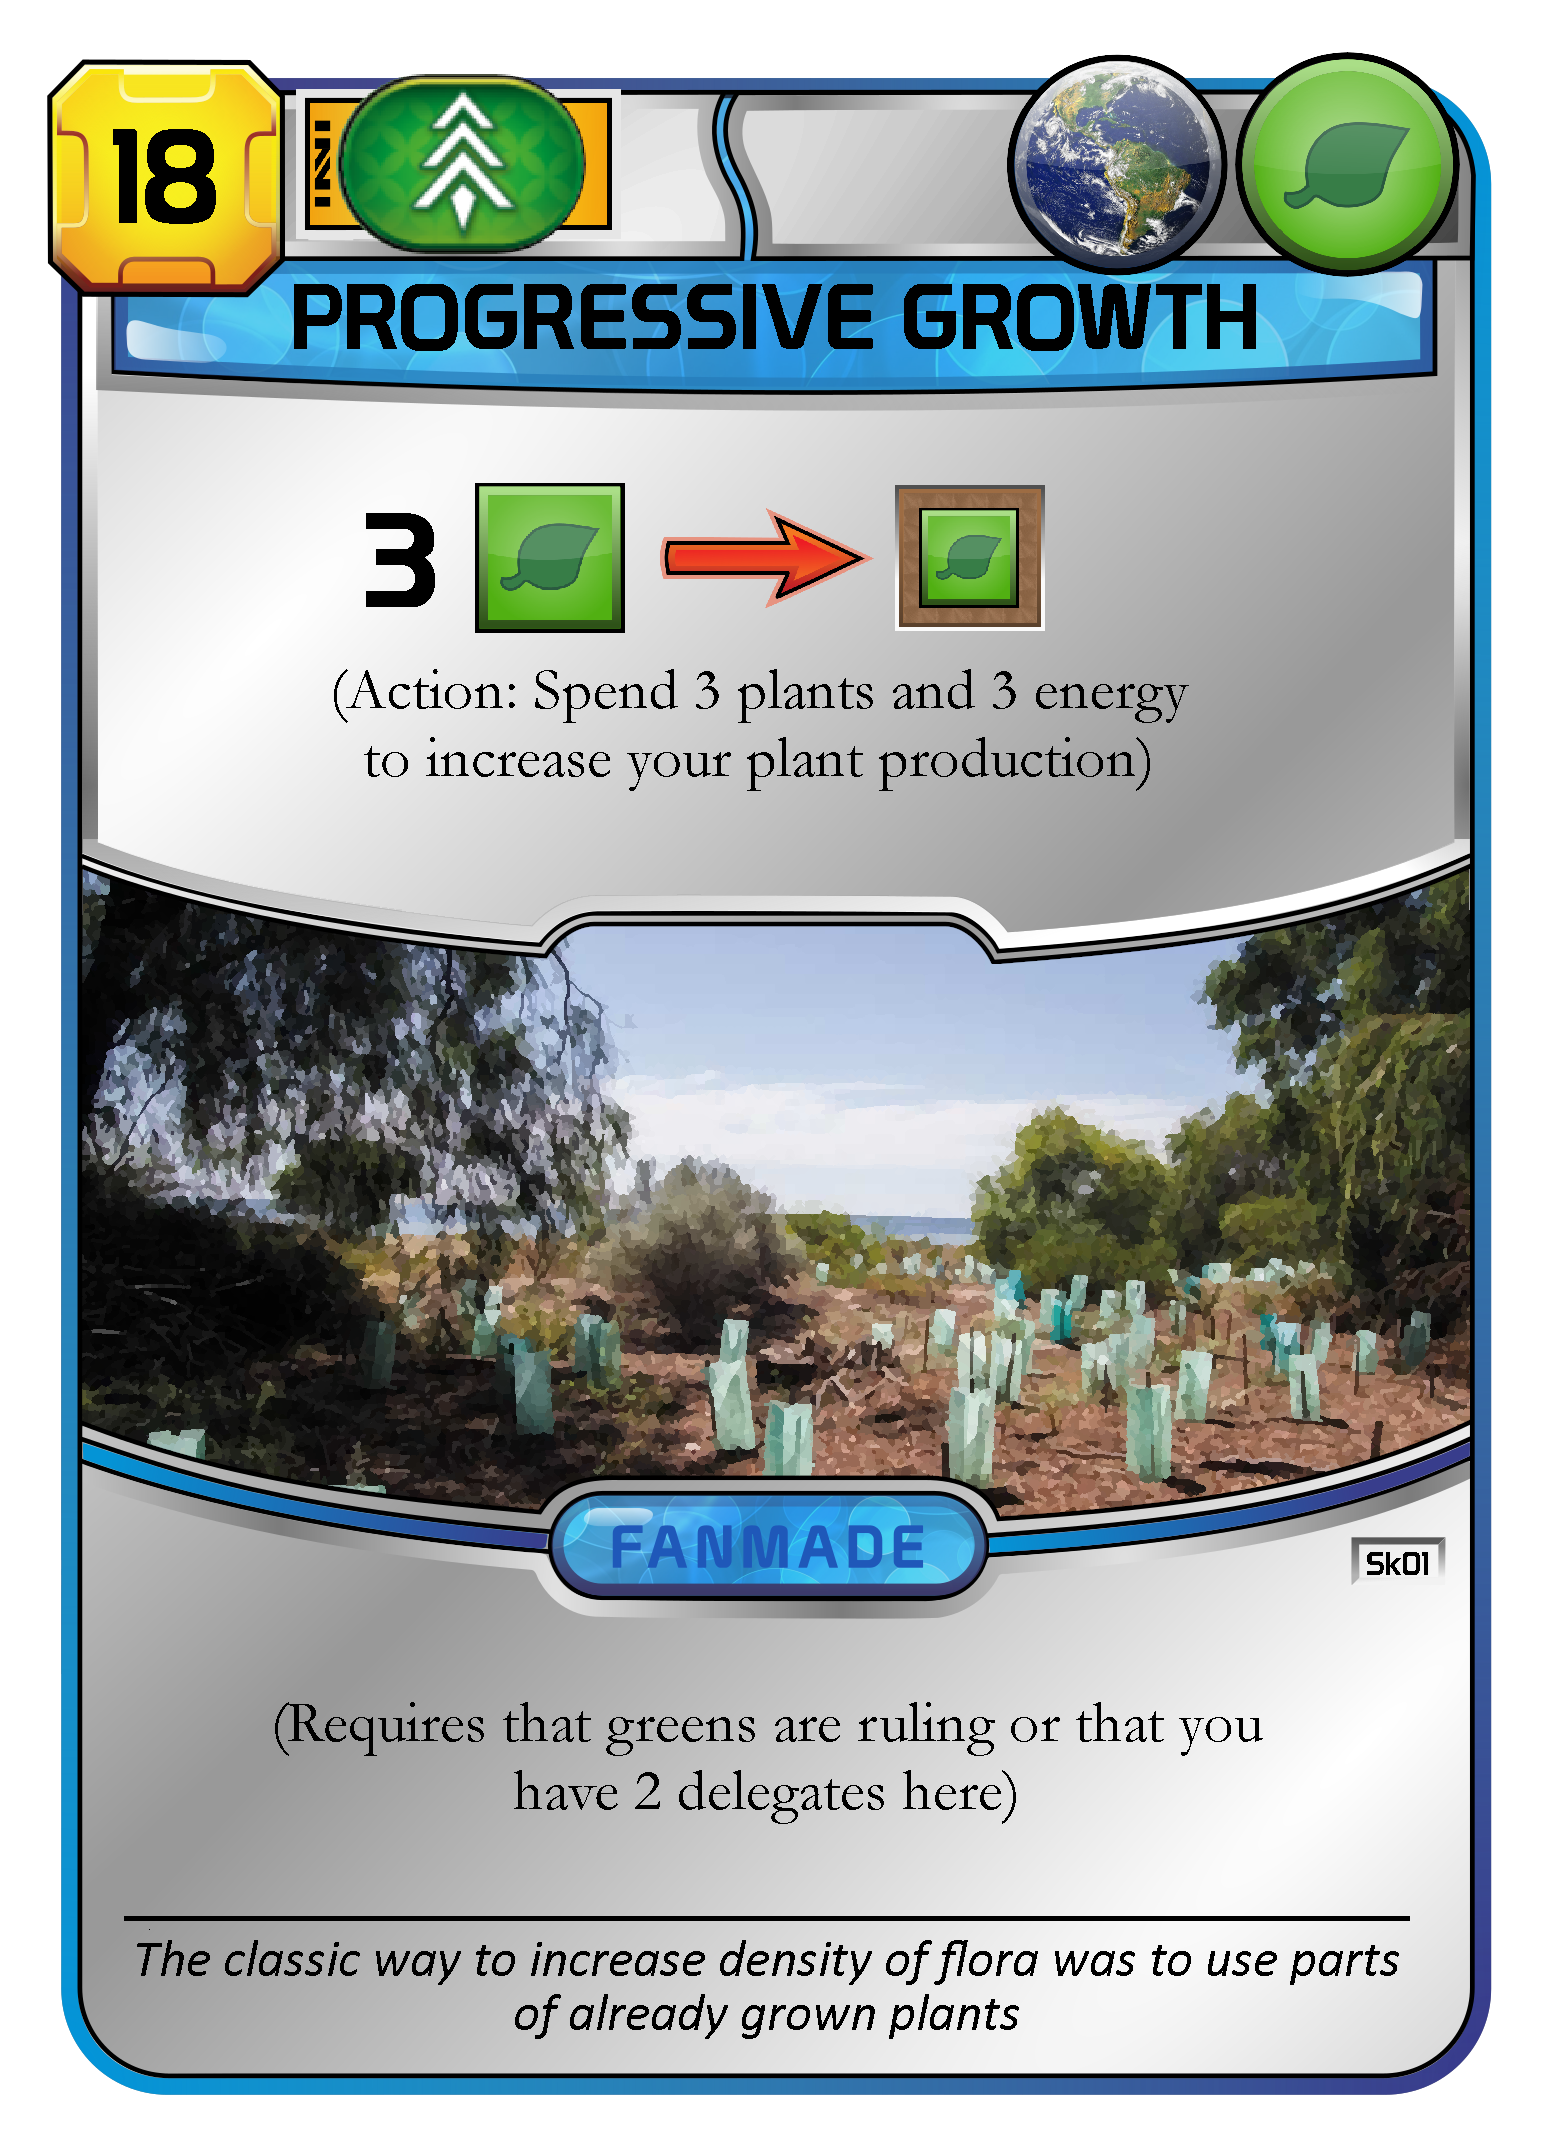 18
INI
PROGRESSIVE GROWTH
3
(Action: Spend 3 plants and 3 energy
to increase your plant production)
FANMADE
Sk01
(Requires that greens are ruling or that you
have 2 delegates here)
The classic way to increase density of flora was to use parts
of already grown plants